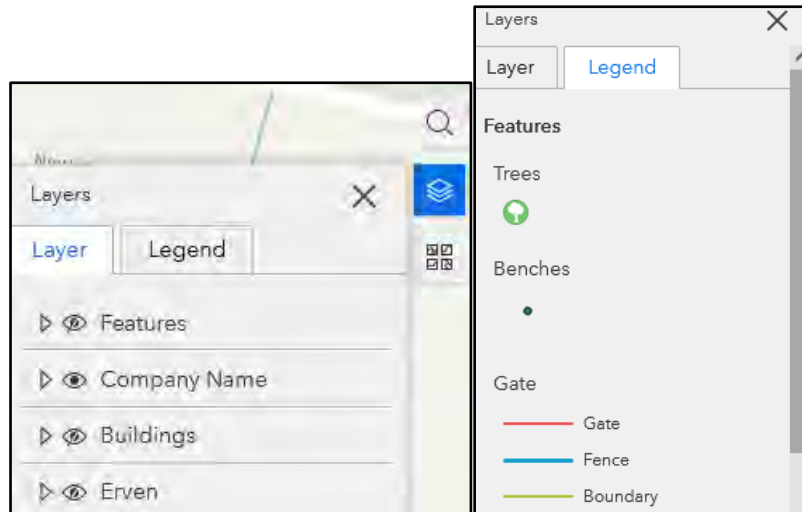 Layers
Layer Legend
Features
Company Name
Buildings
Erven
Layers
Layer Legend
Features
Trees
Benches
Gate
Gate
Fence
Boundary